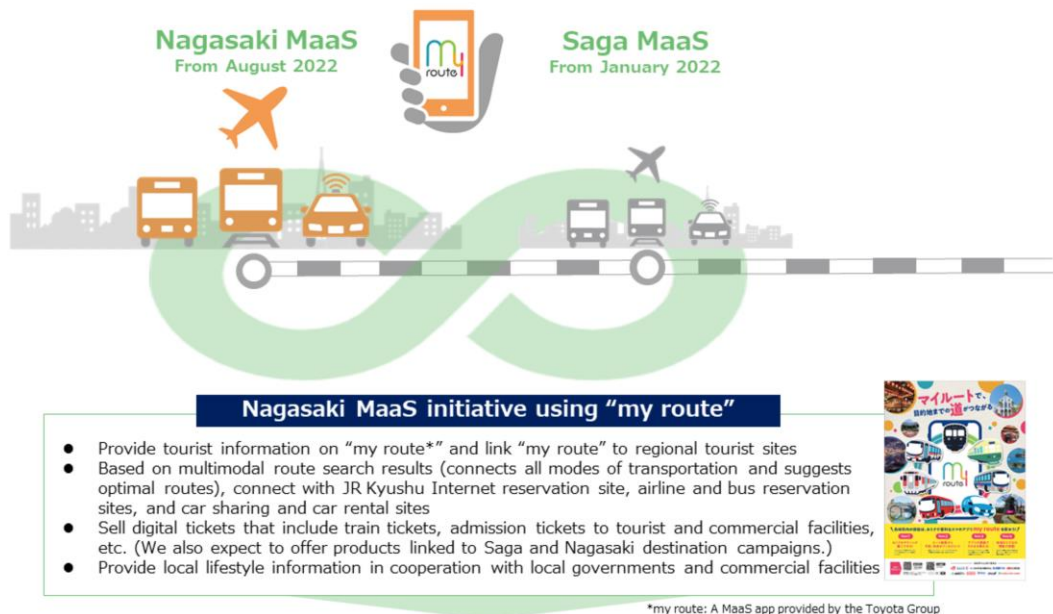 Nagasaki MaaS
From August 2022
my
route
Saga MaaS
From January 2022
Nagasaki MaaS initiative using “my route”
● Provide tourist information on “my route*” and link “my route” to regional tourist sites
● Based on multimodal route search results (connects all modes of transportation and suggests
optimal routes), connect with JR Kyushu Internet reservation site, airline and bus reservation
sites, and car sharing and car rental sites
● Sell digital tickets that include train tickets, admission tickets to tourist and commercial facilities,
etc. (We also expect to offer products linked to Saga and Nagasaki destination campaigns.)
● Provide local lifestyle information in cooperation with local governments and commercial facilities
マイルートで、
目的地までの道がつながる
my
my route
*my route: A MaaS app provided by the Toyota Group